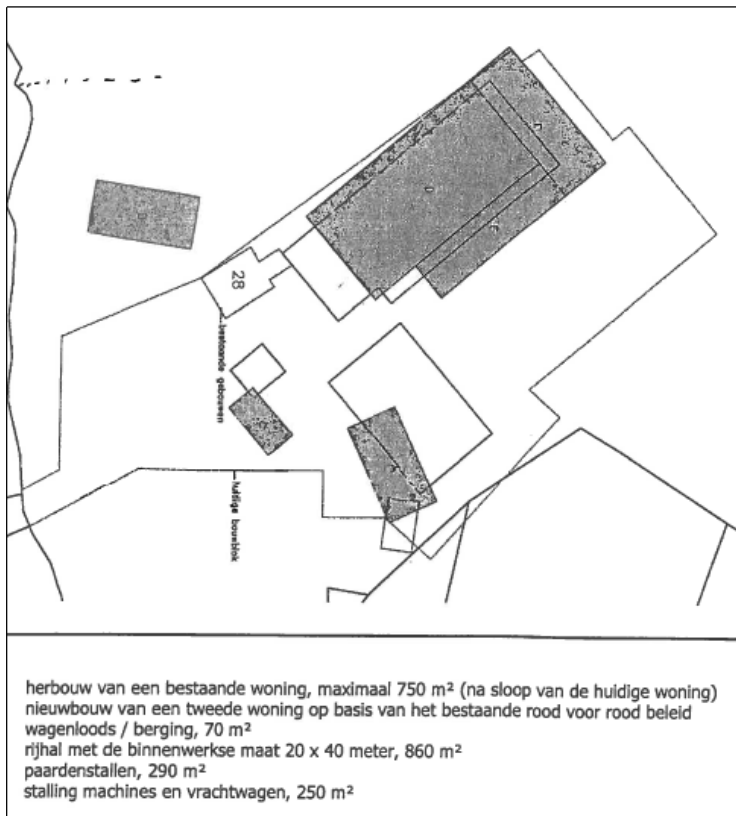 28
bestaande gebouwen
huidige bouwblok
herbouw van een bestaande woning, maximaal 750 m² (na sloop van de huidige woning)
nieuwbouw van een tweede woning op basis van het bestaande rood voor rood beleid
wagenloods / berging, 70 m²
rijhal met de binnenwerkse maat 20 x 40 meter, 860 m²
paardenstallen, 290 m²
stalling machines en vrachtwagen, 250 m²